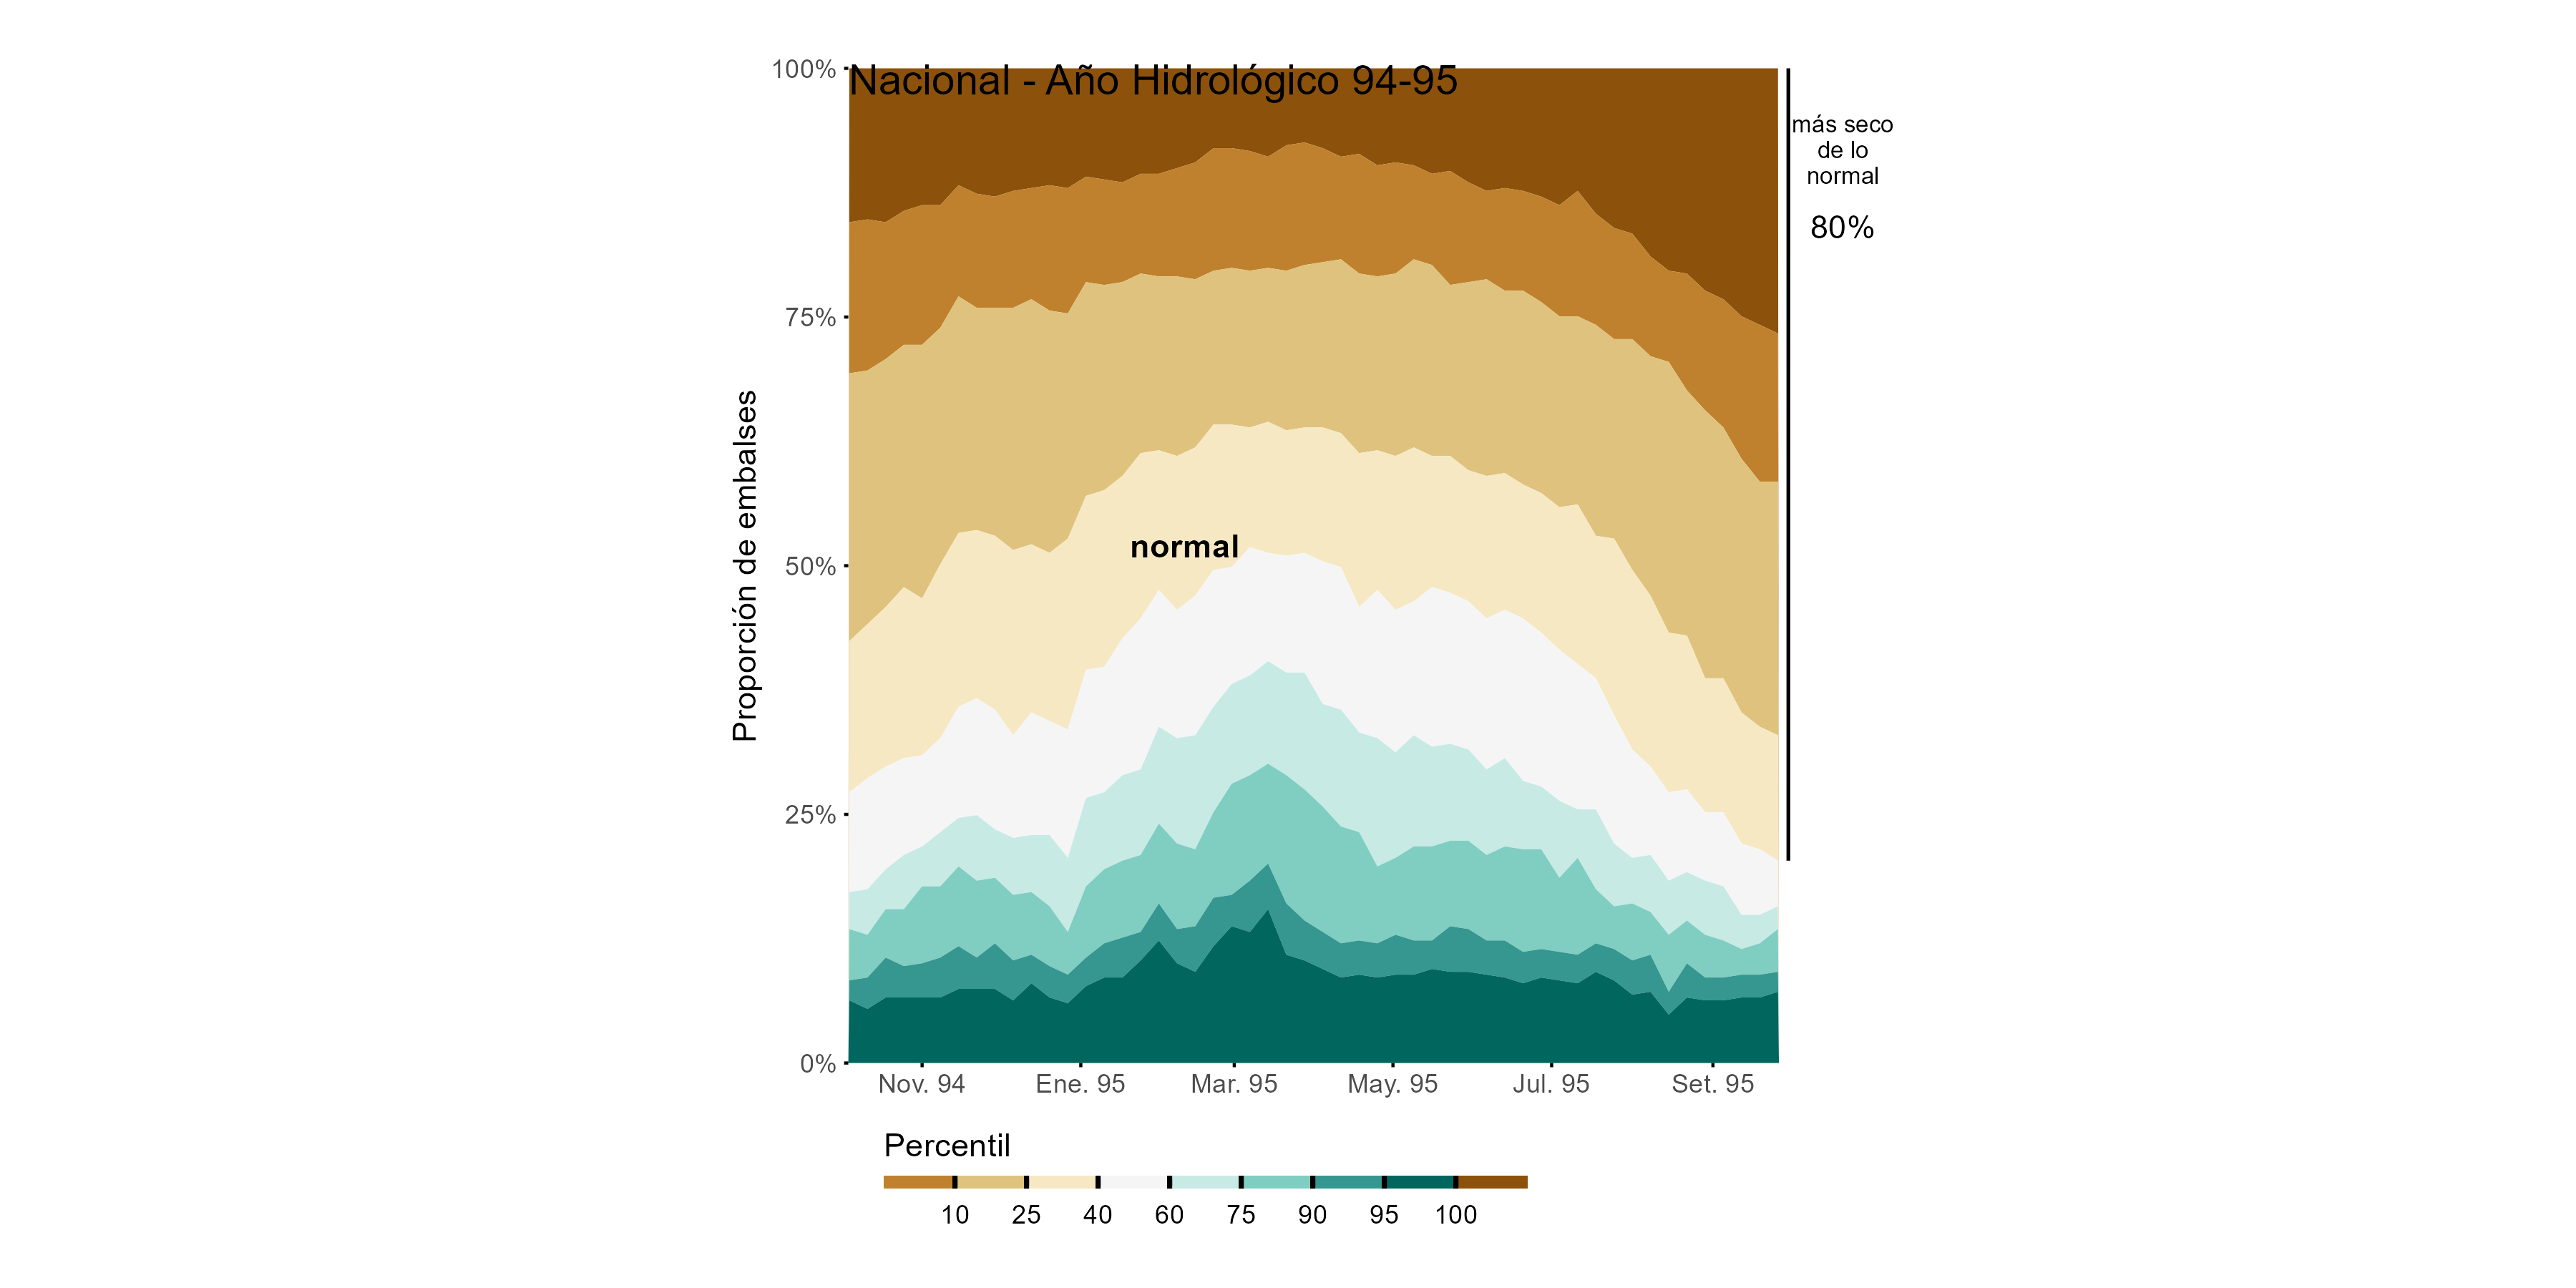 Nacional - Año Hidrológico 94-95
100%
75%
50%
25%
0%
Proporción de embalses
normal
más seco
de lo
normal
80%
Nov. 94
Ene. 95
Mar. 95
May. 95
Jul. 95
Set. 95
Percentil
10 25 40 60 75 90 95 100